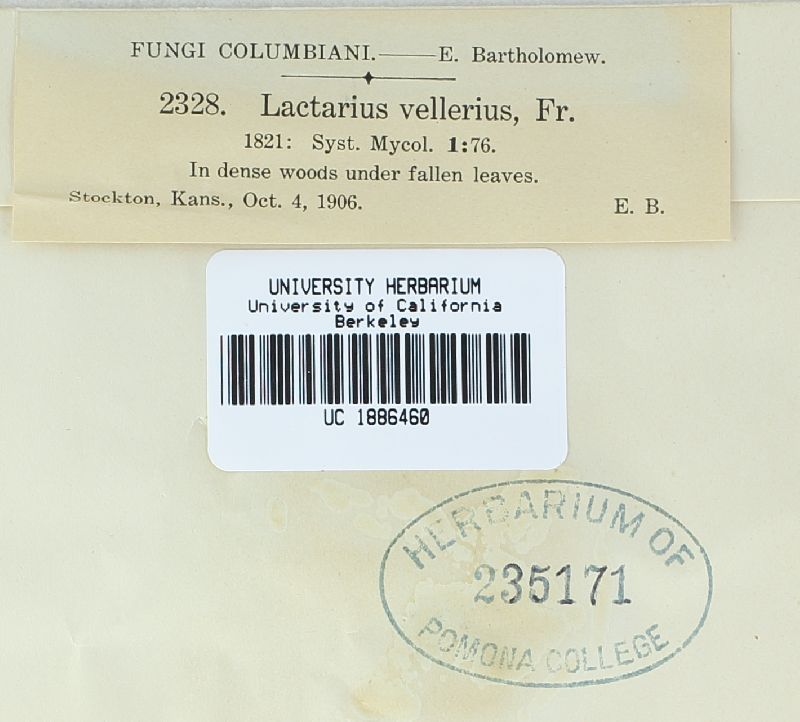 FUNGI COLUMBIANI.——E. Bartholomew.
2328. Lactarius vellerius, Fr.
1821: Syst. Mycol. 1:76.
In dense woods under fallen leaves.
Stockton, Kans., Oct. 4, 1906.
E. B.
UNIVERSITY HERBARIUM
University of California
Berkeley
UC 1886460
HERBARIUM OF
235171
POMONA COLLEGE